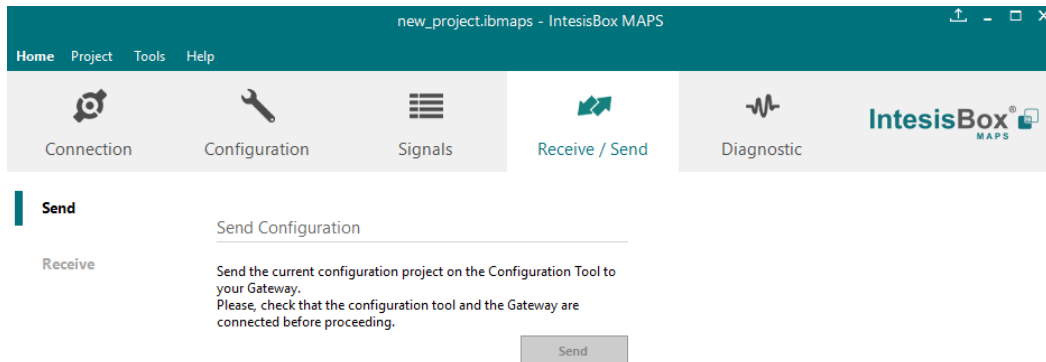 new_project.ibmaps - IntesisBox MAPS
Home Project Tools Help
Connection Configuration Signals Receive / Send Diagnostic IntesisBox® MAPS
Send
Send Configuration
Receive
Send the current configuration project on the Configuration Tool to
your Gateway.
Please, check that the configuration tool and the Gateway are
connected before proceeding.
Send